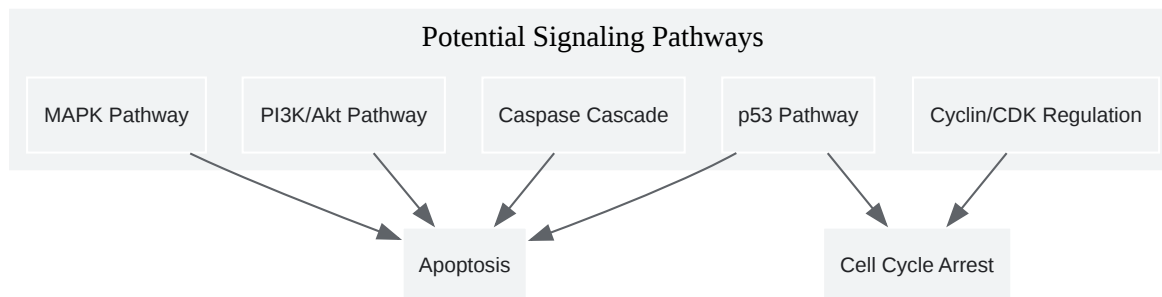 Potential Signaling Pathways
MAPK Pathway
PI3K/Akt Pathway
Caspase Cascade
p53 Pathway
Cyclin/CDK Regulation
Apoptosis
Cell Cycle Arrest